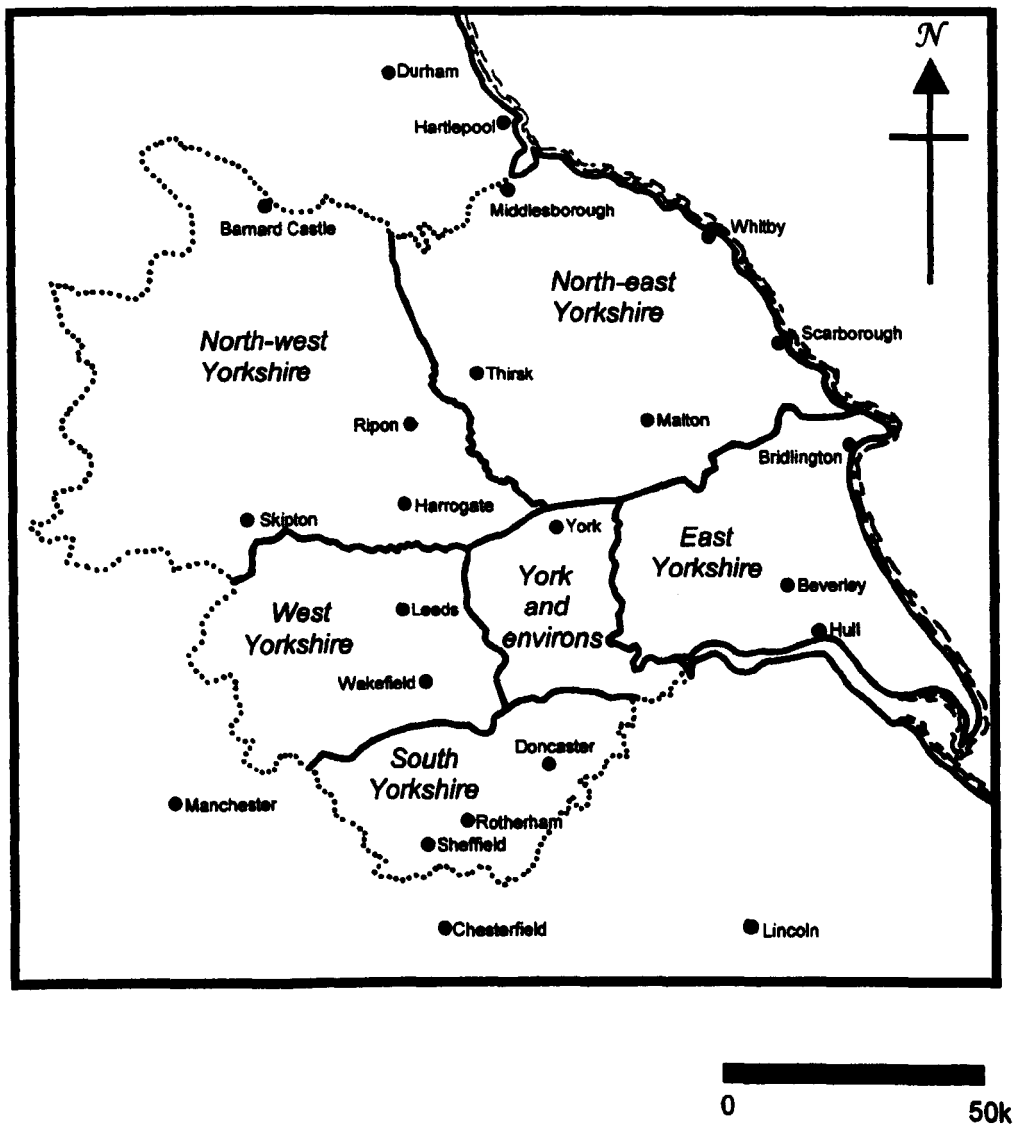 N
Durham
Hartlepool
Middlesborough
Barnard Castle
Whitby
North-east
Yorkshire
North-west
Yorkshire
Scarborough
Thirsk
Ripon
Malton
Bridlington
Harrogate
Skipton
York
East
Yorkshire
York
and
environs
Beverley
West
Yorkshire
Leeds
Hull
Wakefield
South
Yorkshire
Doncaster
Manchester
Rotherham
Sheffield
Chesterfield
Lincoln
0
50k